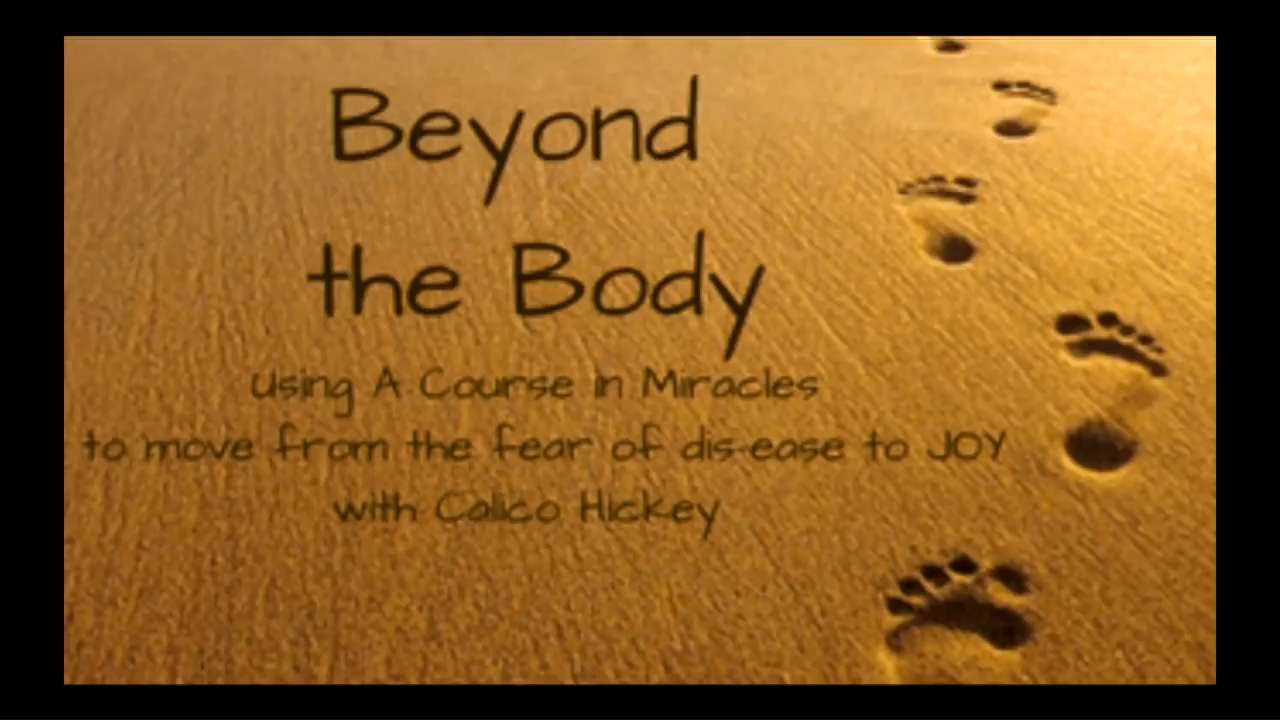 Beyond
the Body
Using A Course in Miracles
to move from the fear of dis-ease to JOY
with Calico Hickey